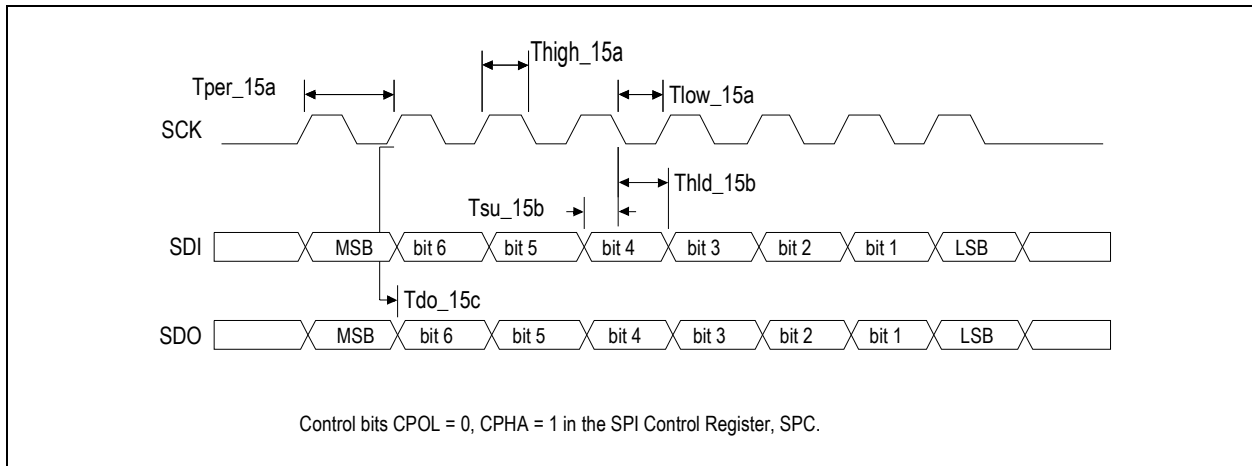 Thigh_15a
Tper_15a
Tlow_15a
SCK
Thld_15b
Tsu_15b
SDI MSB bit 6 bit 5 bit 4 bit 3 bit 2 bit 1 LSB
Tdo_15c
SDO MSB bit 6 bit 5 bit 4 bit 3 bit 2 bit 1 LSB
Control bits CPOL = 0, CPHA = 1 in the SPI Control Register, SPC.